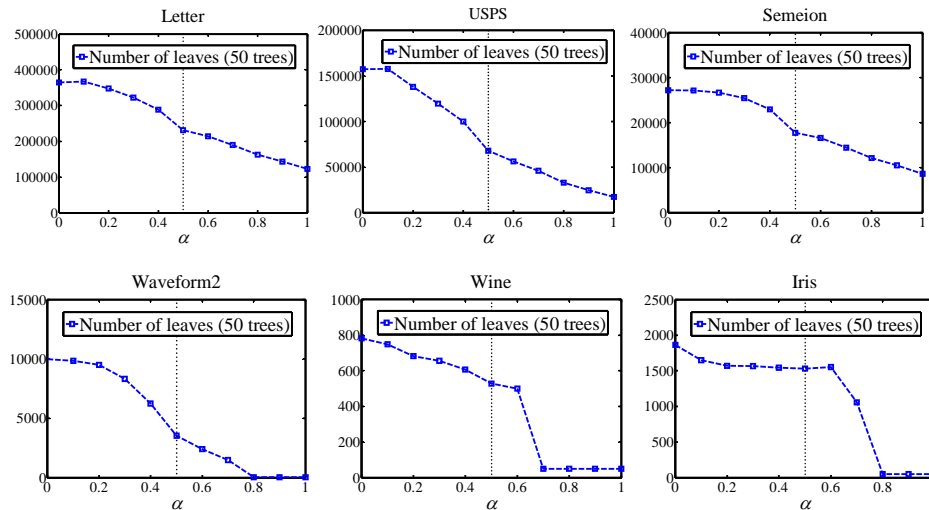 Letter
500000
400000
300000
200000
100000
0
Number of leaves (50 trees)
0 0.2 0.4 0.6 0.8 1
α
USPS
200000
150000
100000
50000
0
Number of leaves (50 trees)
0 0.2 0.4 0.6 0.8 1
α
Semeion
40000
30000
20000
10000
0
Number of leaves (50 trees)
0 0.2 0.4 0.6 0.8 1
α
Waveform2
15000
10000
5000
0
Number of leaves (50 trees)
0 0.2 0.4 0.6 0.8 1
α
Wine
1000
800
600
400
200
0
Number of leaves (50 trees)
0 0.2 0.4 0.6 0.8 1
α
Iris
2500
2000
1500
1000
500
0
Number of leaves (50 trees)
0 0.2 0.4 0.6 0.8
α